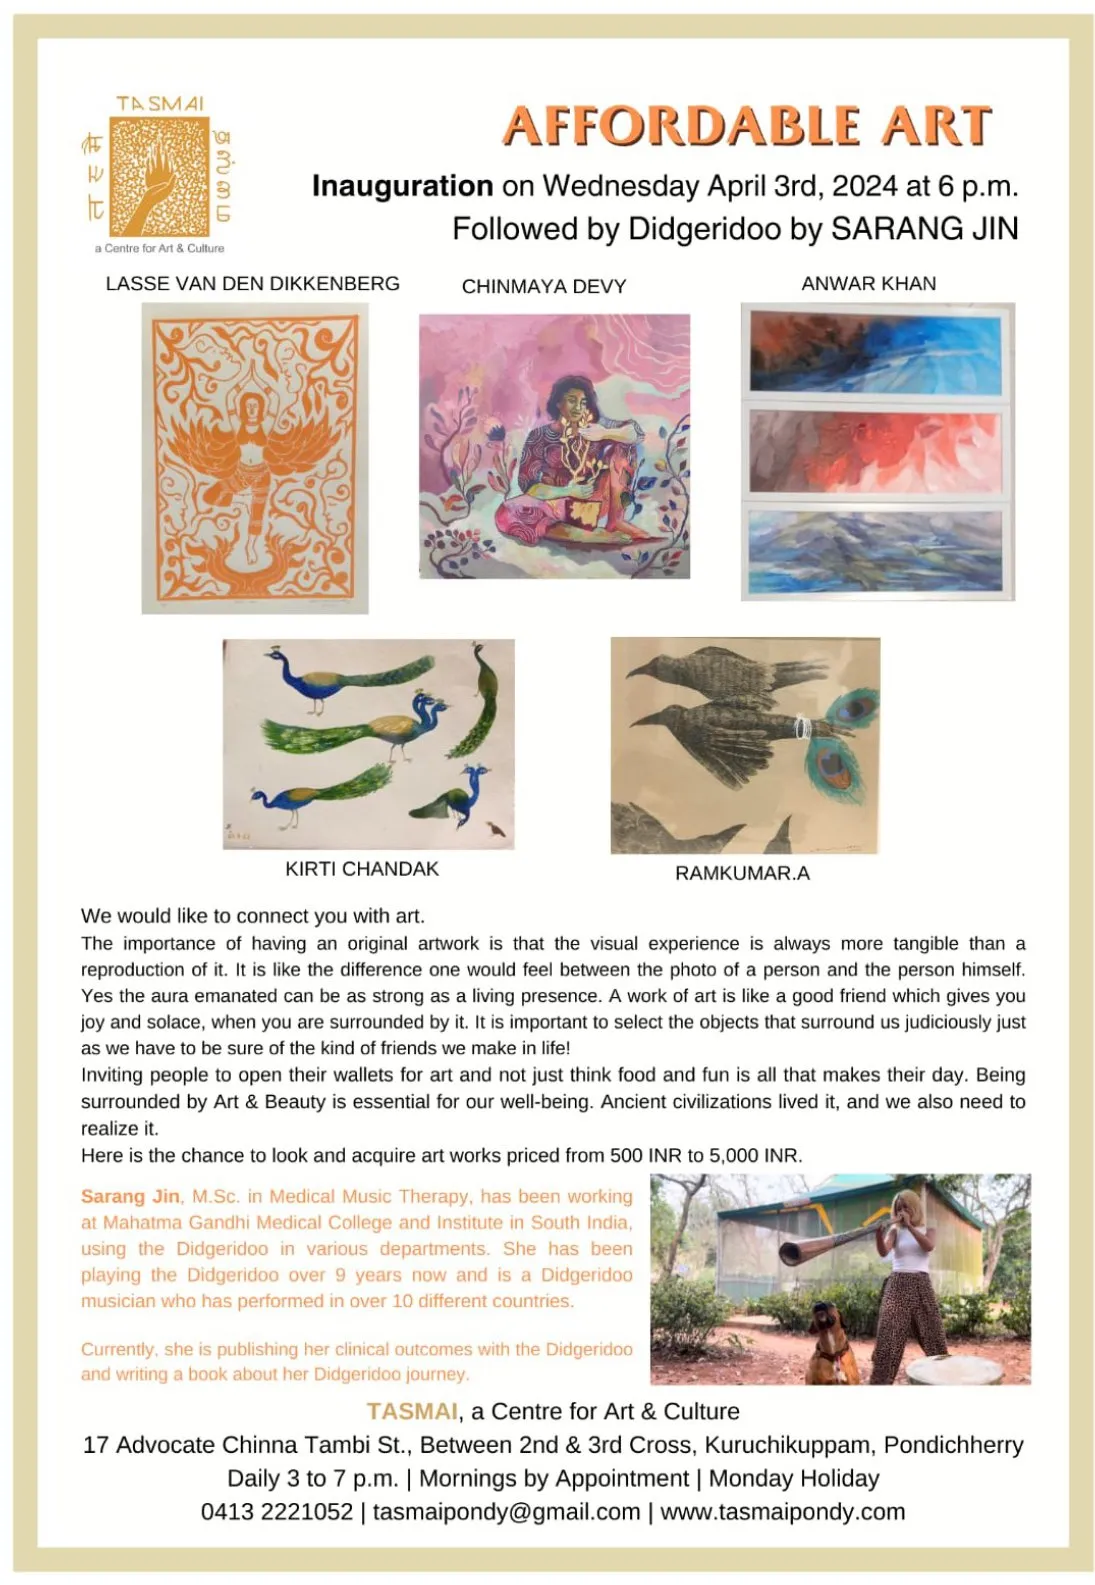 TASMAI
तस्मै
a Centre for Art & Culture
AFFORDABLE ART
Inauguration on Wednesday April 3rd, 2024 at 6 p.m.
Followed by Didgeridoo by SARANG JIN
LASSE VAN DEN DIKKENBERG
CHINMAYA DEVY
ANWAR KHAN
KIRTI CHANDAK
RAMKUMAR.A
We would like to connect you with art.
The importance of having an original artwork is that the visual experience is always more tangible than a
reproduction of it. It is like the difference one would feel between the photo of a person and the person himself.
Yes the aura emanated can be as strong as a living presence. A work of art is like a good friend which gives you
joy and solace, when you are surrounded by it. It is important to select the objects that surround us judiciously just
as we have to be sure of the kind of friends we make in life!
Inviting people to open their wallets for art and not just think food and fun is all that makes their day. Being
surrounded by Art & Beauty is essential for our well-being. Ancient civilizations lived it, and we also need to
realize it.
Here is the chance to look and acquire art works priced from 500 INR to 5,000 INR.
Sarang Jin, M.Sc. in Medical Music Therapy, has been working
at Mahatma Gandhi Medical College and Institute in South India,
using the Didgeridoo in various departments. She has been
playing the Didgeridoo over 9 years now and is a Didgeridoo
musician who has performed in over 10 different countries.
Currently, she is publishing her clinical outcomes with the Didgeridoo
and writing a book about her Didgeridoo journey.
TASMAI, a Centre for Art & Culture
17 Advocate Chinna Tambi St., Between 2nd & 3rd Cross, Kuruchikuppam, Pondichherry
Daily 3 to 7 p.m. | Mornings by Appointment | Monday Holiday
0413 2221052 | tasmaipondy@gmail.com | www.tasmaipondy.com